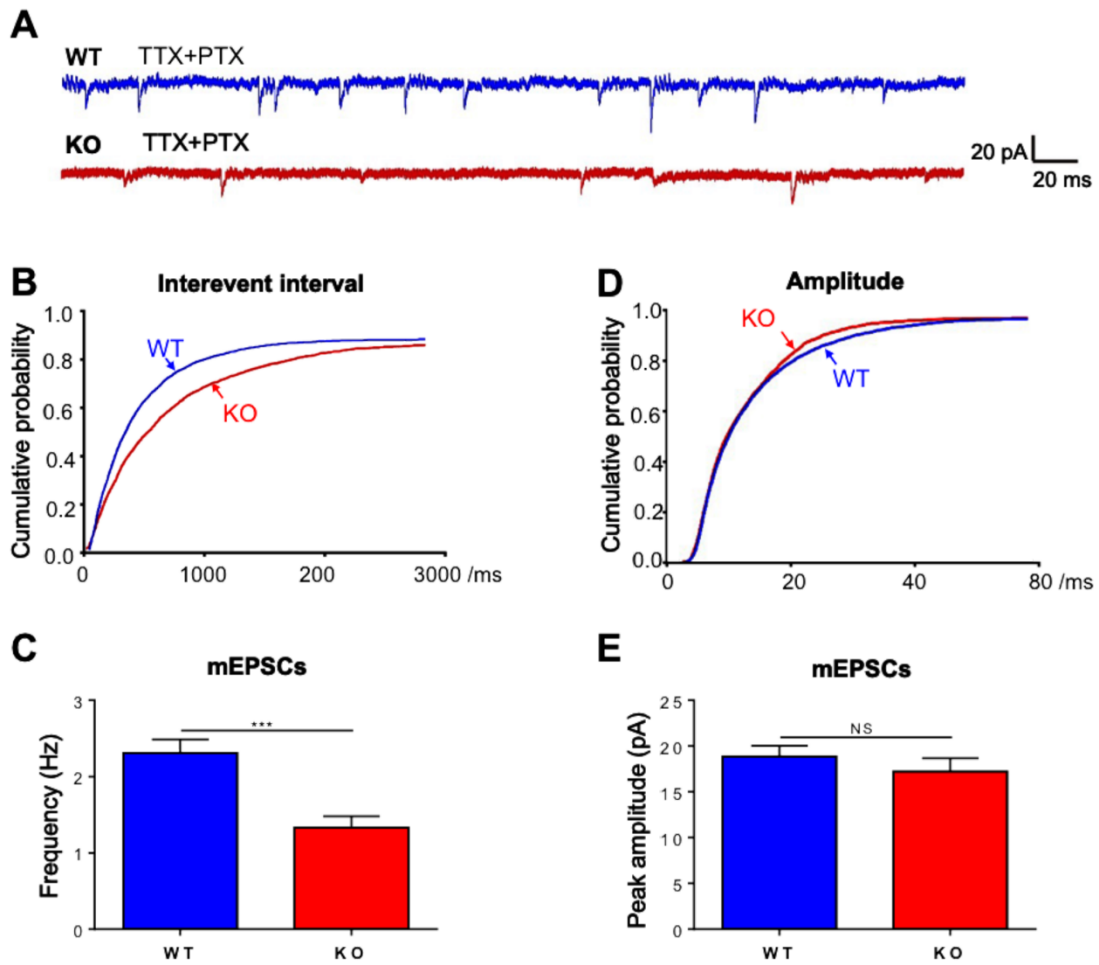 A
WT TTX+PTX
KO TTX+PTX
20 pA
20 ms
B Interevent interval
Cumulative probability
1.0
0.8
0.6
0.4
0.2
0.0
WT
KO
0 1000 200 3000 /ms
D Amplitude
Cumulative probability
1.0
0.8
0.6
0.4
0.2
0.0
KO
WT
0 20 40 80 /ms
C mEPSCs
Frequency (Hz)
3
2
1
0
***
WT KO
E mEPSCs
Peak amplitude (pA)
25
20
15
10
5
0
NS
WT KO